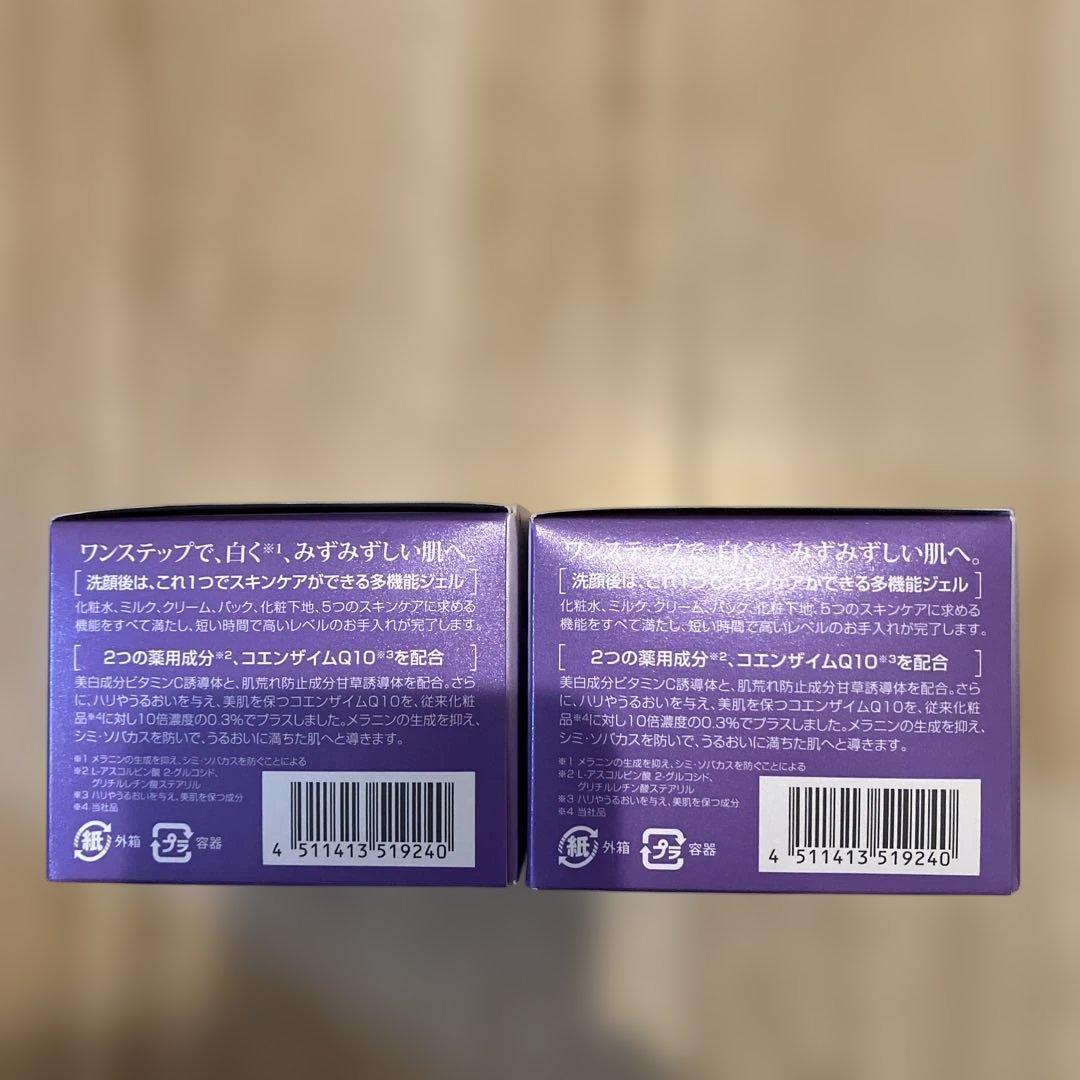 ワンステップで、白く※1、みずみずしい肌へ。
洗顔後は、これ1つでスキンケアができる多機能ジェル
化粧水、ミルク、クリーム、パック、化粧下地、5つのスキンケアに求める
機能をすべて満たし、短い時間で高いレベルのお手入れが完了します。
2つの薬用成分※2、コエンザイムQ10※3を配合
美白成分ビタミンC誘導体と、肌荒れ防止成分甘草誘導体を配合。さら
に、ハリやうるおいを与え、美肌を保つコエンザイムQ10を、従来化粧
品※4に対し10倍濃度の0.3%でプラスしました。メラニンの生成を抑え、
シミ・ソバカスを防いで、うるおいに満ちた肌へと導きます。
※1 メラニンの生成を抑え、シミ・ソバカスを防ぐことによる
※2 L-アスコルビン酸 2-グルコシド、
グリチルレチン酸ステアリル
※3 ハリやうるおいを与え、美肌を保つ成分
※4 当社品
紙 外箱 プラ 容器
4 511413 519240
ワンステップで、白く※1、みずみずしい肌へ。
洗顔後は、これ1つでスキンケアができる多機能ジェル
化粧水、ミルク、クリーム、パック、化粧下地、5つのスキンケアに求める
機能をすべて満たし、短い時間で高いレベルのお手入れが完了します。
2つの薬用成分※2、コエンザイムQ10※3を配合
美白成分ビタミンC誘導体と、肌荒れ防止成分甘草誘導体を配合。さら
に、ハリやうるおいを与え、美肌を保つコエンザイムQ10を、従来化粧
品※4に対し10倍濃度の0.3%でプラスしました。メラニンの生成を抑え、
シミ・ソバカスを防いで、うるおいに満ちた肌へと導きます。
※1 メラニンの生成を抑え、シミ・ソバカスを防ぐことによる
※2 L-アスコルビン酸 2-グルコシド、
グリチルレチン酸ステアリル
※3 ハリやうるおいを与え、美肌を保つ成分
※4 当社品
紙 外箱 プラ 容器
4 511413 519240